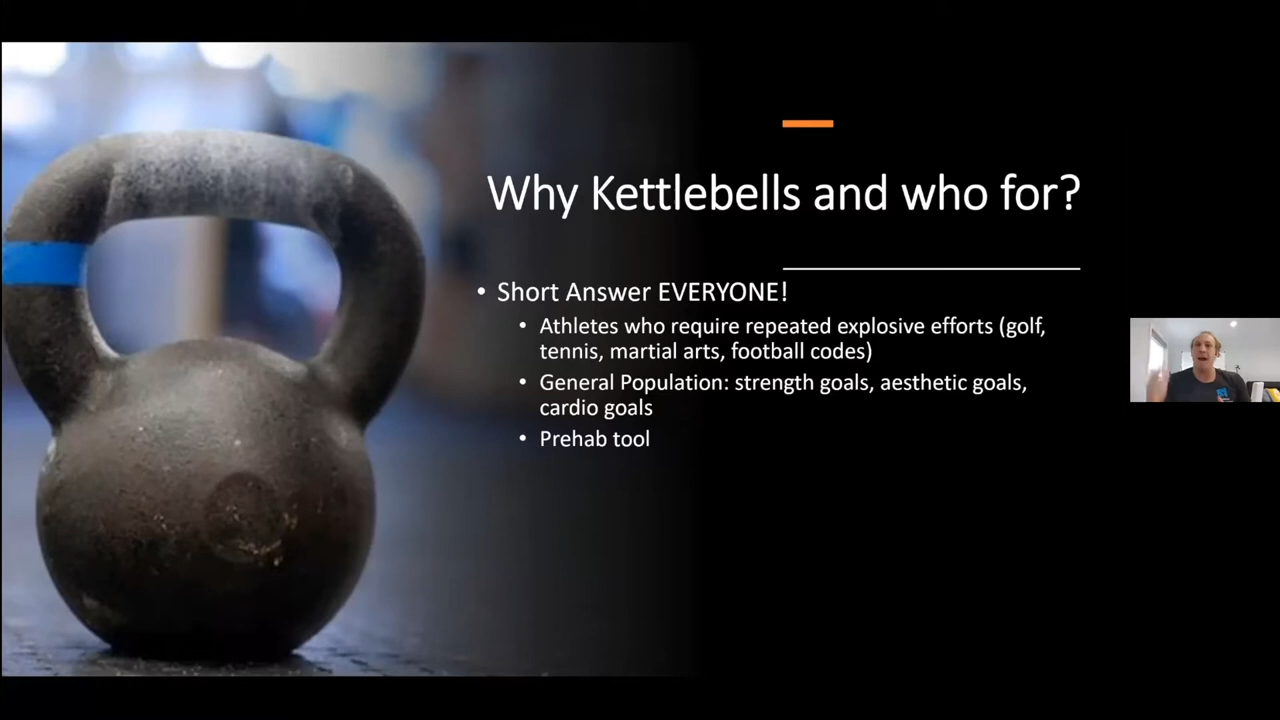 Why Kettlebells and who for?
• Short Answer EVERYONE!
• Athletes who require repeated explosive efforts (golf,
tennis, martial arts, football codes)
• General Population: strength goals, aesthetic goals,
cardio goals
• Prehab tool